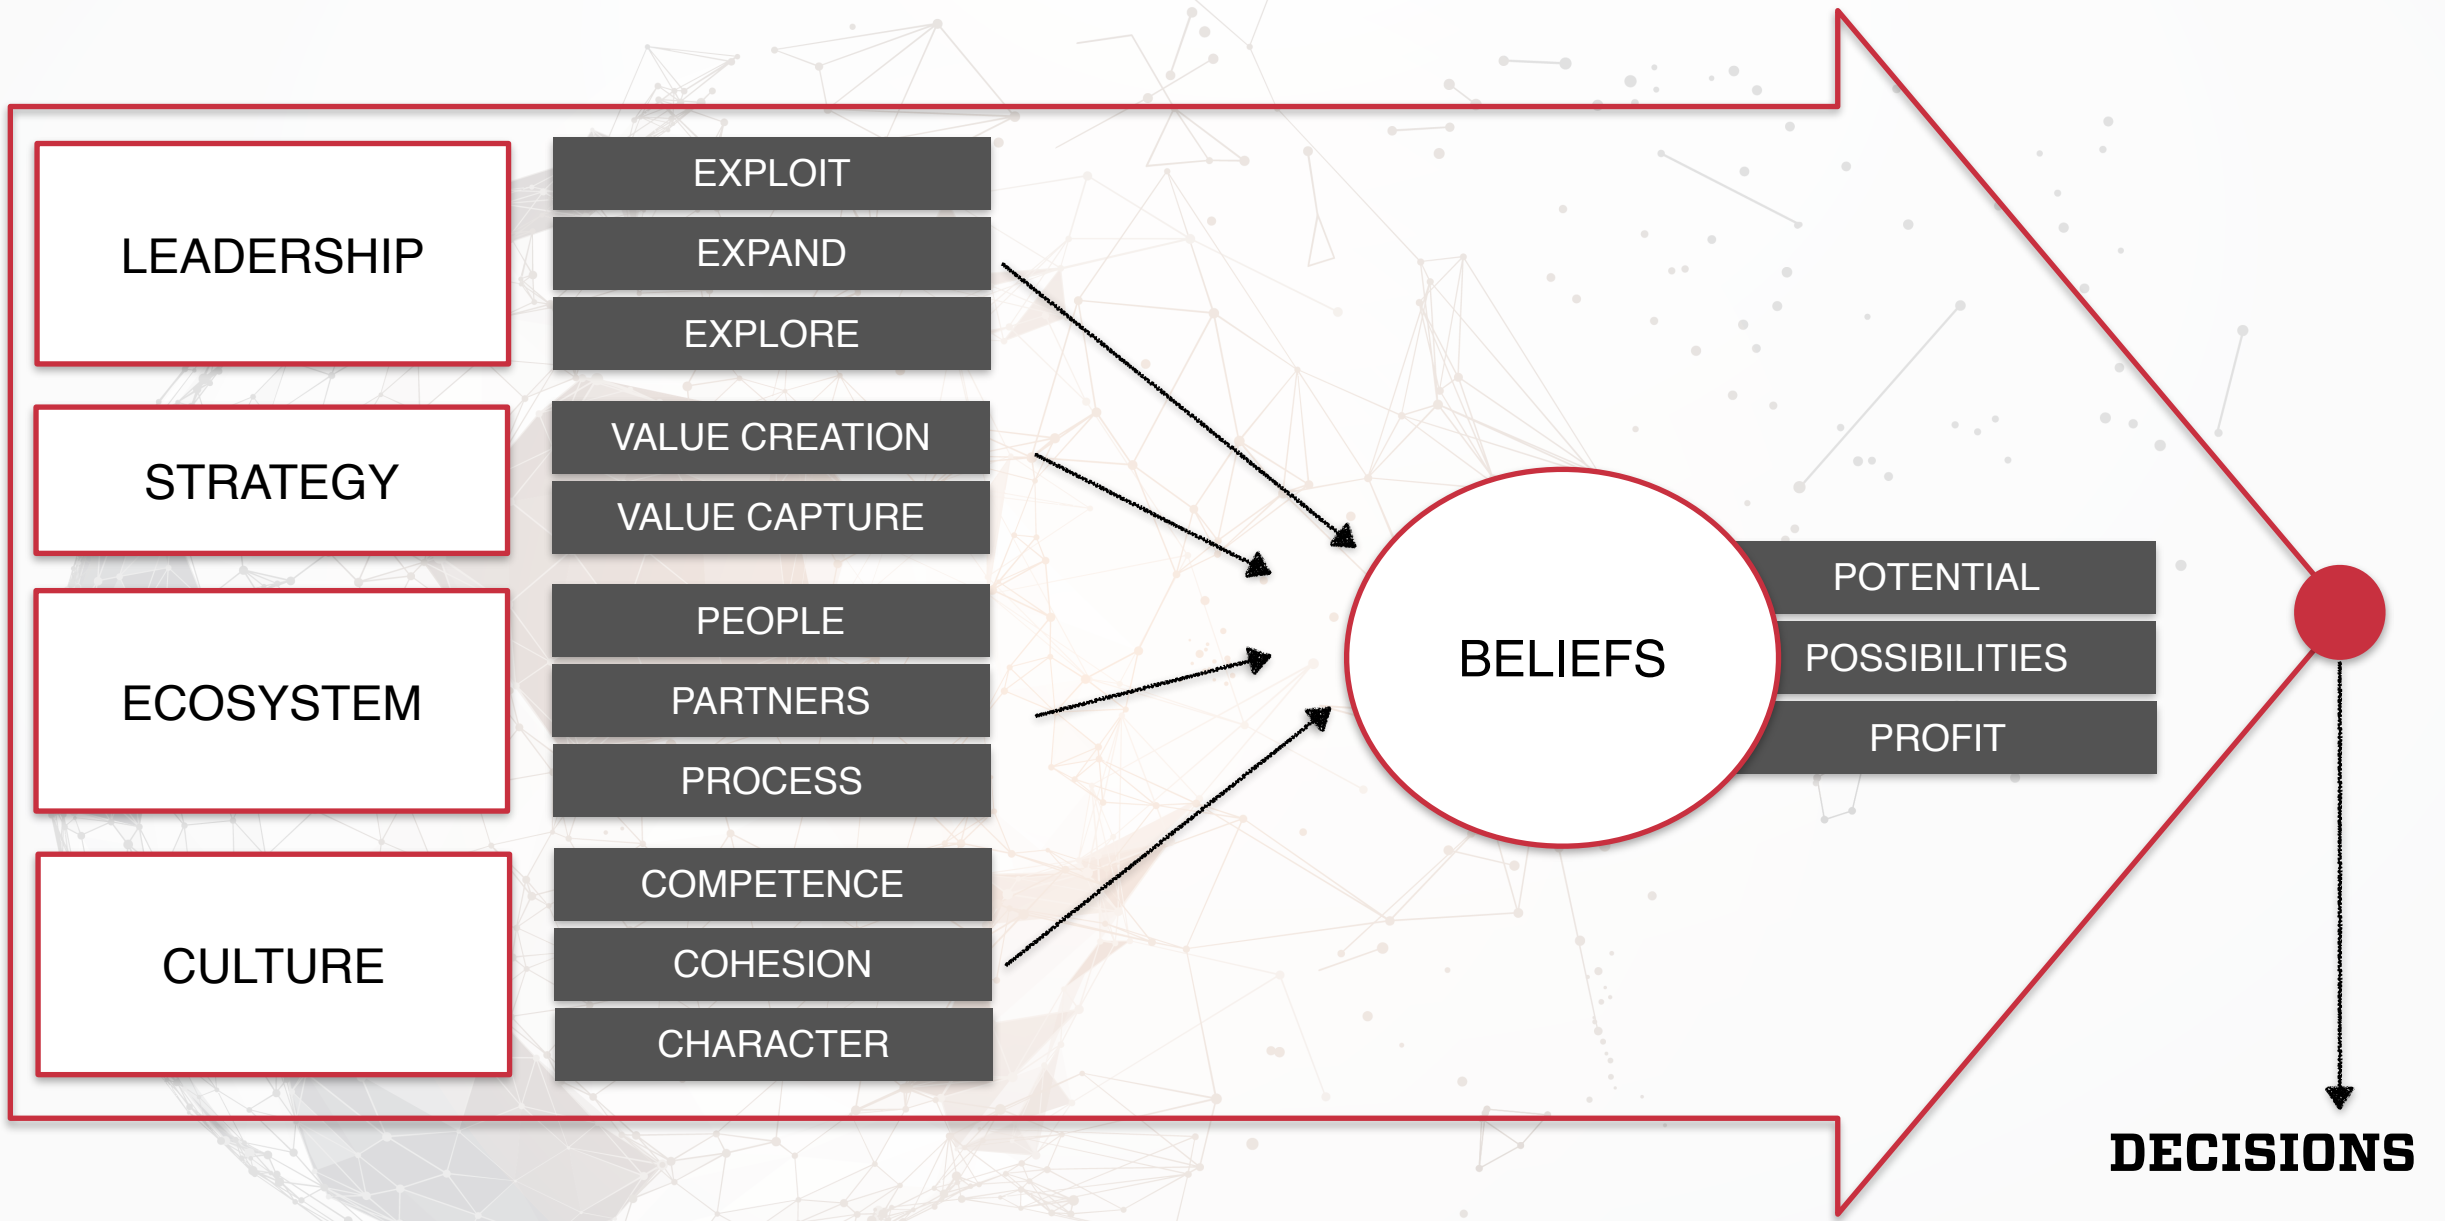 LEADERSHIP
EXPLOIT
EXPAND
EXPLORE
STRATEGY
VALUE CREATION
VALUE CAPTURE
ECOSYSTEM
PEOPLE
PARTNERS
PROCESS
CULTURE
COMPETENCE
COHESION
CHARACTER
BELIEFS
POTENTIAL
POSSIBILITIES
PROFIT
DECISIONS